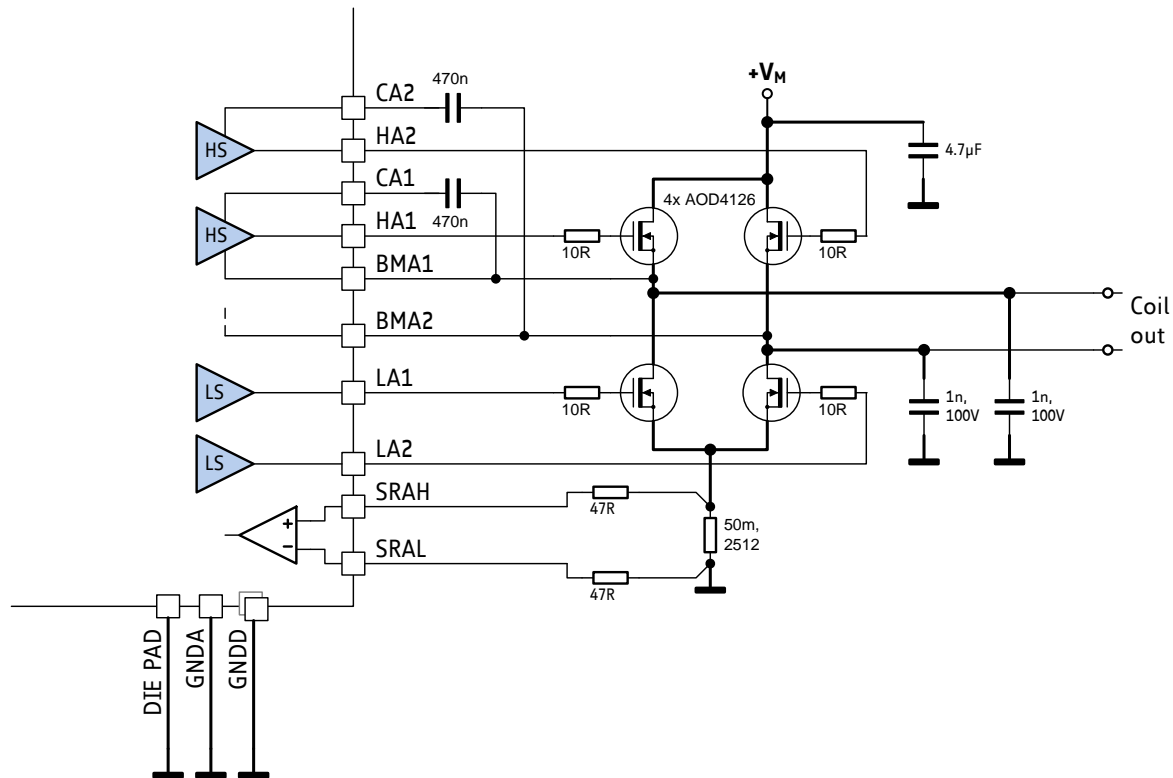 +VM
470n
CA2
HS
HA2
4.7µF
CA1
470n
4x AOD4126
HS
HA1
10R
10R
BMA1
Coil
out
BMA2
LS
LA1
10R
10R
1n,
100V
1n,
100V
LS
LA2
SRAH
47R
+
−
50m,
2512
SRAL
47R
DIE PAD
GNDA
GNDD